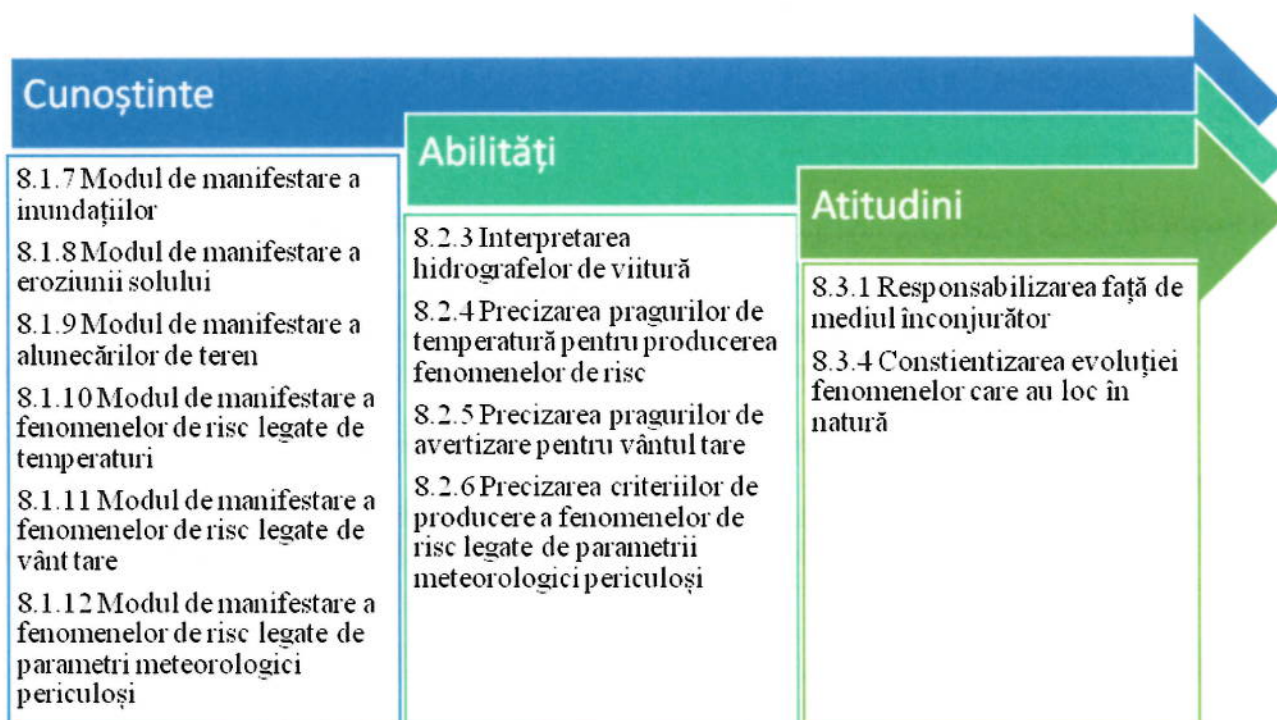 Cunoștinte
8.1.7 Modul de manifestare a
inundațiilor
8.1.8 Modul de manifestare a
eroziunii solului
8.1.9 Modul de manifestare a
alunecărilor de teren
8.1.10 Modul de manifestare a
fenomenelor de risc legate de
temperaturi
8.1.11 Modul de manifestare a
fenomenelor de risc legate de
vânt tare
8.1.12 Modul de manifestare a
fenomenelor de risc legate de
parametri meteorologici
periculoși
Abilități
8.2.3 Interpretarea
hidrografelor de viitură
8.2.4 Precizarea pragurilor de
temperatură pentru producerea
fenomenelor de risc
8.2.5 Precizarea pragurilor de
avertizare pentru vântul tare
8.2.6 Precizarea criteriilor de
producere a fenomenelor de
risc legate de parametrii
meteorologici periculoși
Atitudini
8.3.1 Responsabilizarea față de
mediul înconjurător
8.3.4 Constientizarea evoluției
fenomenelor care au loc în
natură